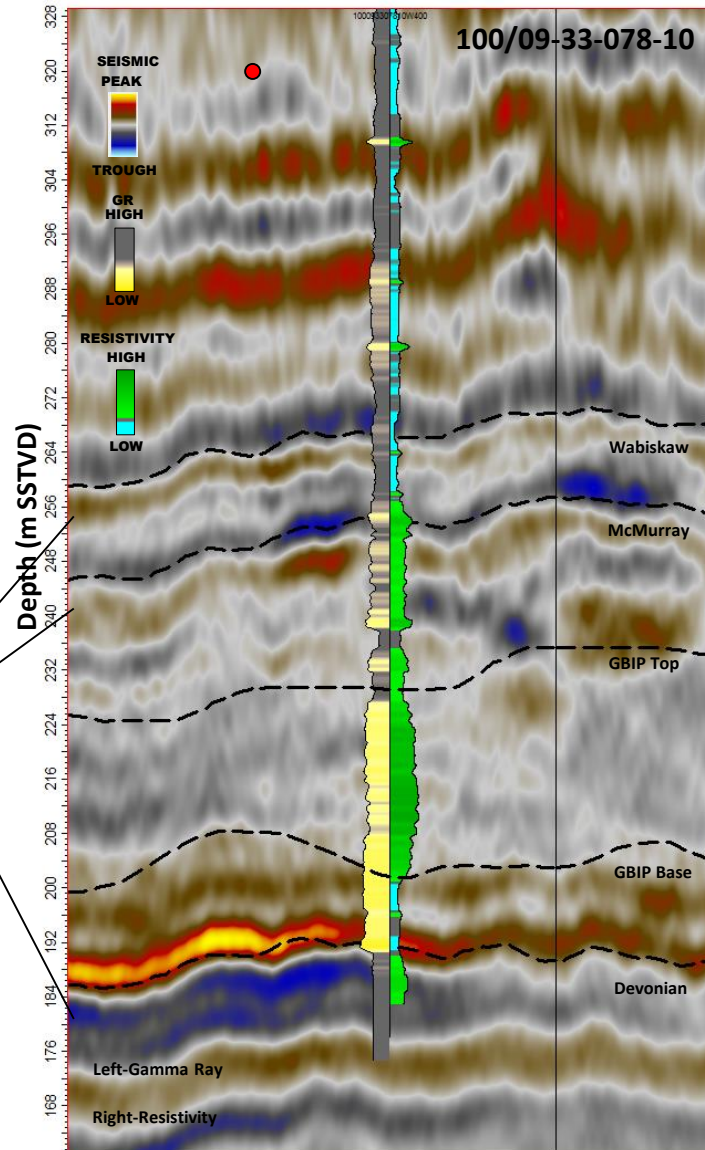 100093307810W400
100/09-33-078-10
328
320
312
304
296
288
280
272
264
256
248
240
232
224
216
208
200
192
184
176
168
Depth (m SSTVD)
SEISMIC
PEAK
TROUGH
GR
HIGH
LOW
RESISTIVITY
HIGH
LOW
Wabiskaw
McMurray
GBIP Top
GBIP Base
Devonian
Left-Gamma Ray
Right-Resistivity